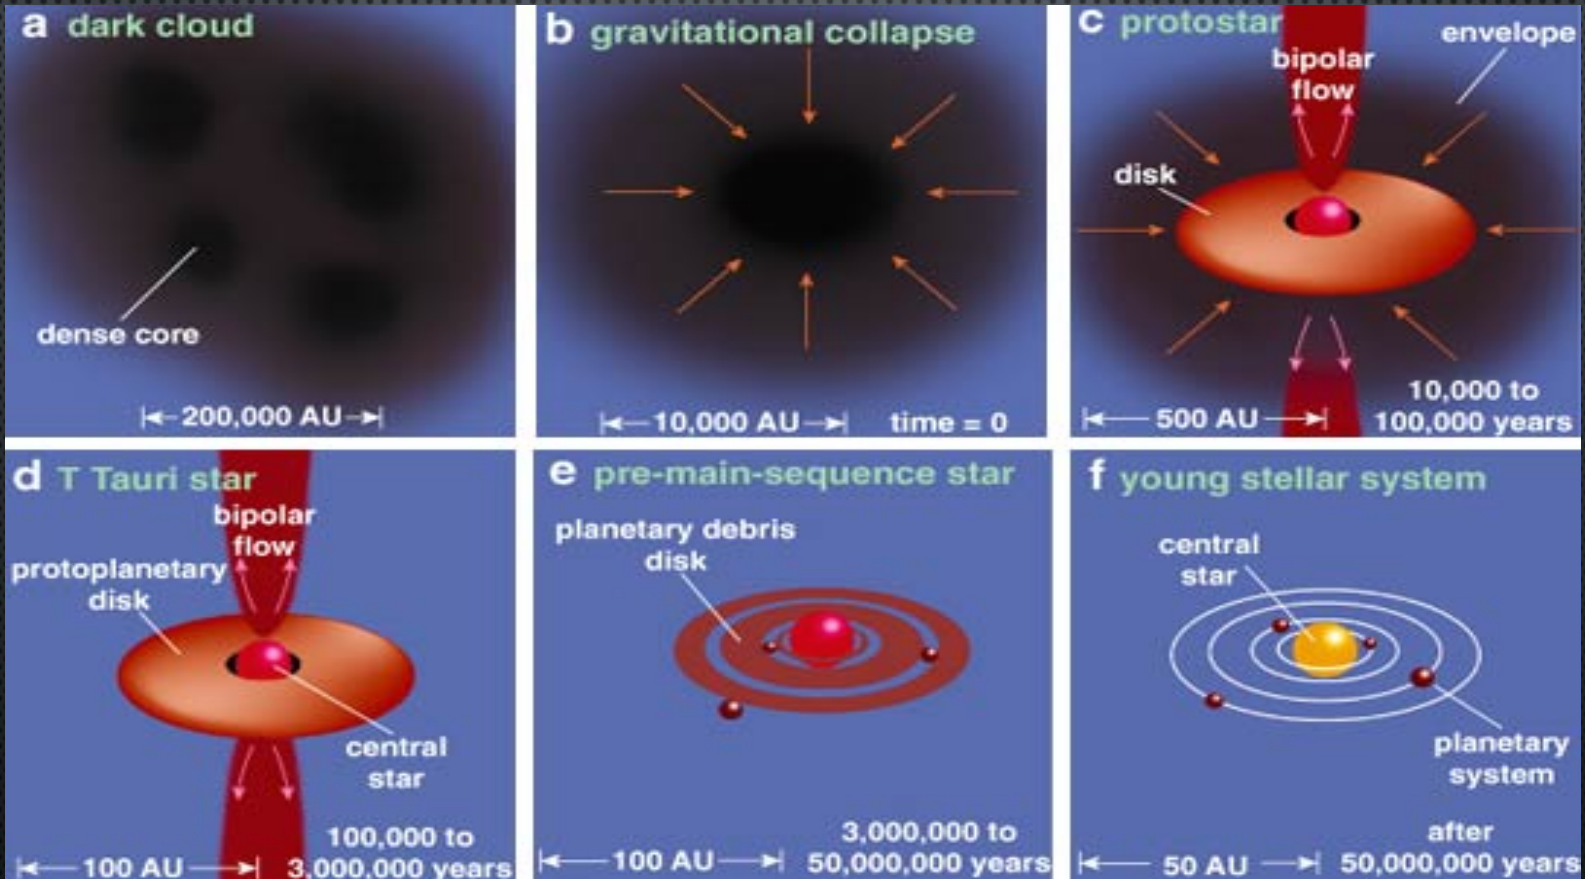 a dark cloud
dense core
200,000 AU
b gravitational collapse
10,000 AU
time = 0
c protostar
envelope
bipolar
flow
disk
500 AU
10,000 to
100,000 years
d T Tauri star
bipolar
flow
protoplanetary
disk
central
star
100 AU
100,000 to
3,000,000 years
e pre-main-sequence star
planetary debris
disk
100 AU
3,000,000 to
50,000,000 years
f young stellar system
central
star
planetary
system
50 AU
after
50,000,000 years